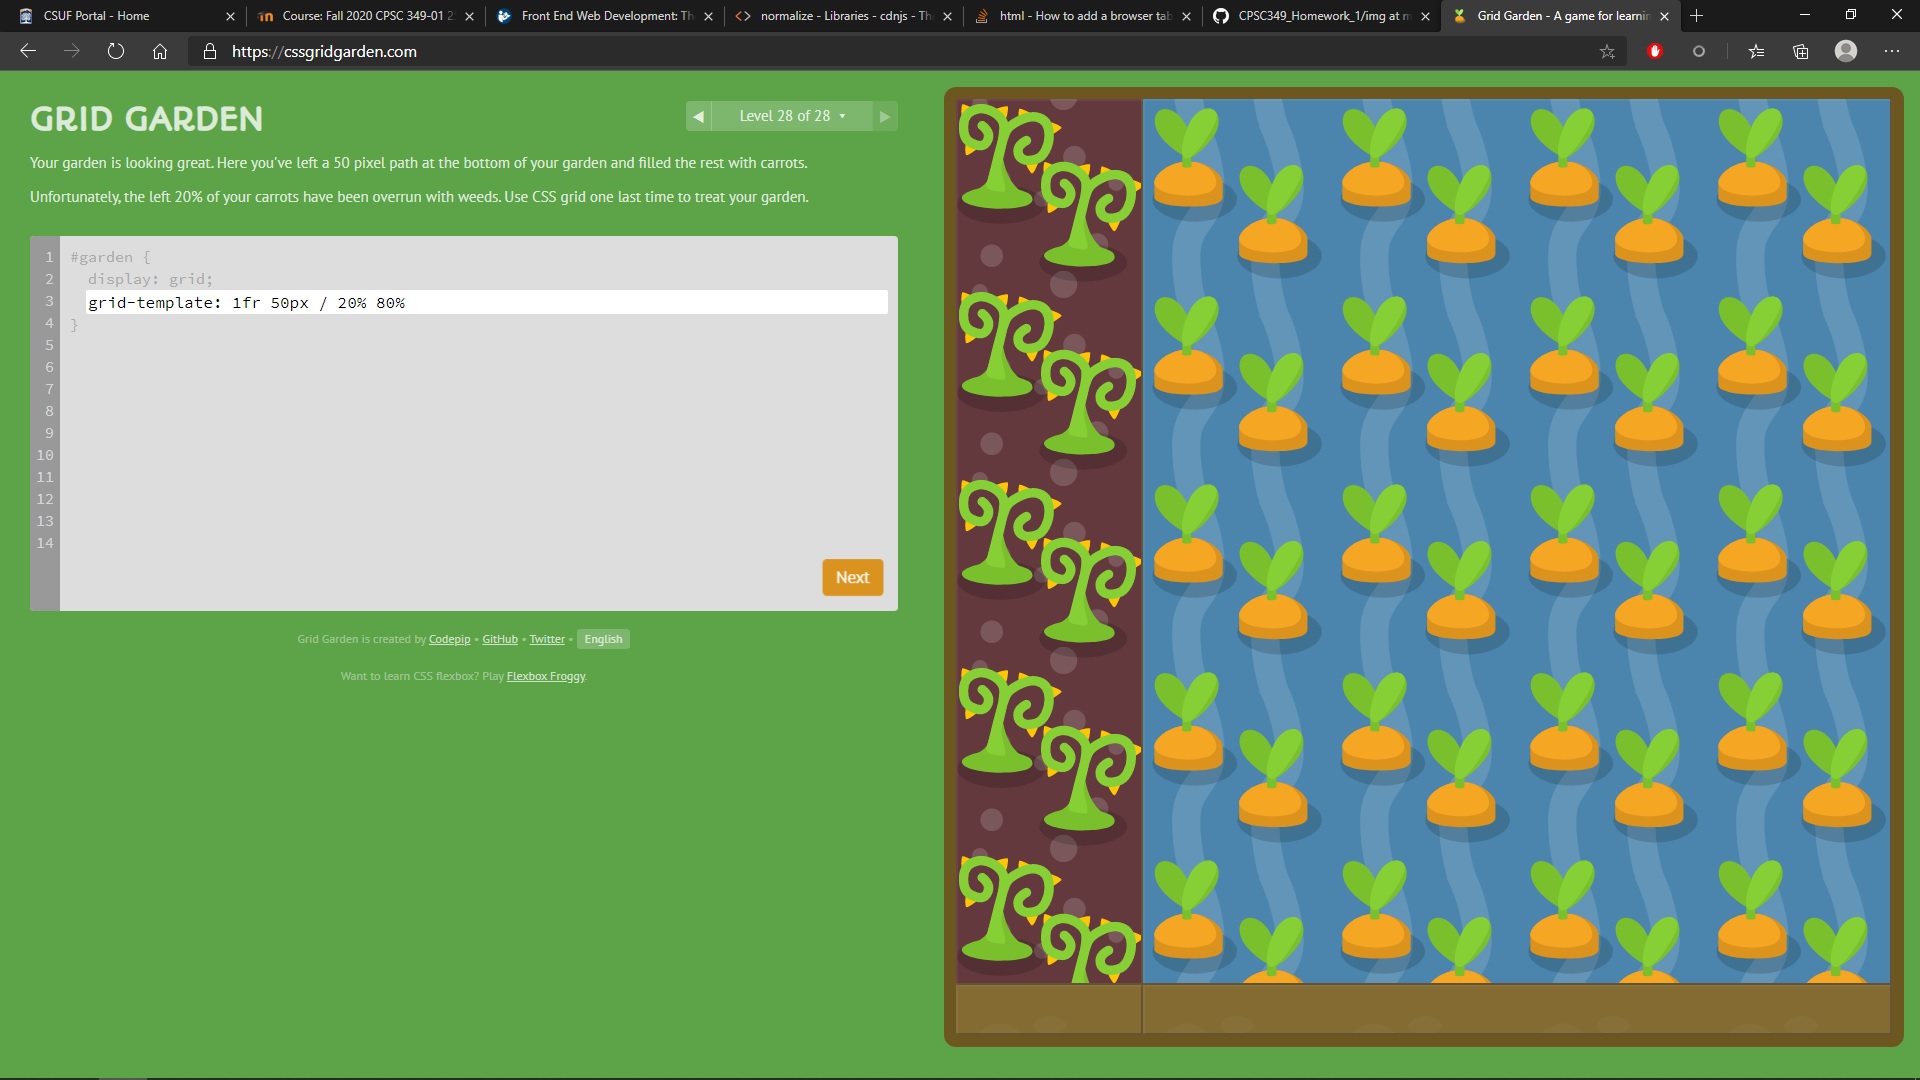 CSUF Portal - Home
Course: Fall 2020 CPSC 349-01 2
Front End Web Development: Th
normalize - Libraries - cdnjs - Th
html - How to add a browser tab
CPSC349_Homework_1/img at m
Grid Garden - A game for learnin
https://cssgridgarden.com
GRID GARDEN
Level 28 of 28
Your garden is looking great. Here you've left a 50 pixel path at the bottom of your garden and filled the rest with carrots.
Unfortunately, the left 20% of your carrots have been overrun with weeds. Use CSS grid one last time to treat your garden.
1 #garden {
2 display: grid;
3 grid-template: 1fr 50px / 20% 80%
4 }
5
6
7
8
9
10
11
12
13
14
Next
Grid Garden is created by Codepip • GitHub • Twitter • English
Want to learn CSS flexbox? Play Flexbox Froggy.